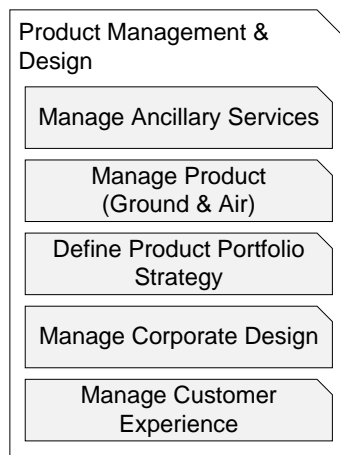 Product Management &
Design
Manage Ancillary Services
Manage Product
(Ground & Air)
Define Product Portfolio
Strategy
Manage Corporate Design
Manage Customer
Experience